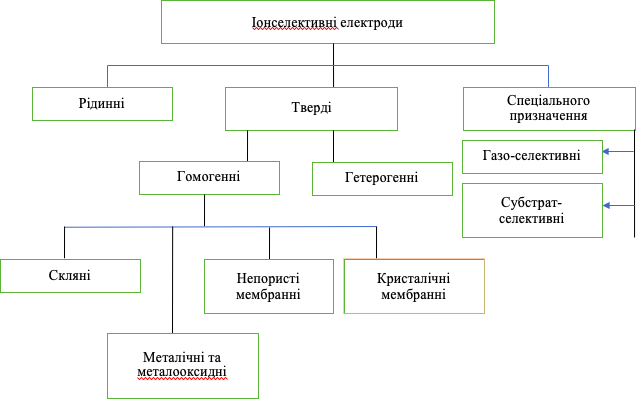 Іонселективні електроди
Рідинні
Тверді
Спеціального
призначення
Газо-селективні
Гомогенні
Гетерогенні
Субстрат-
селективні
Скляні
Непористі
мембранні
Кристалічні
мембранні
Металічні та
металооксидні